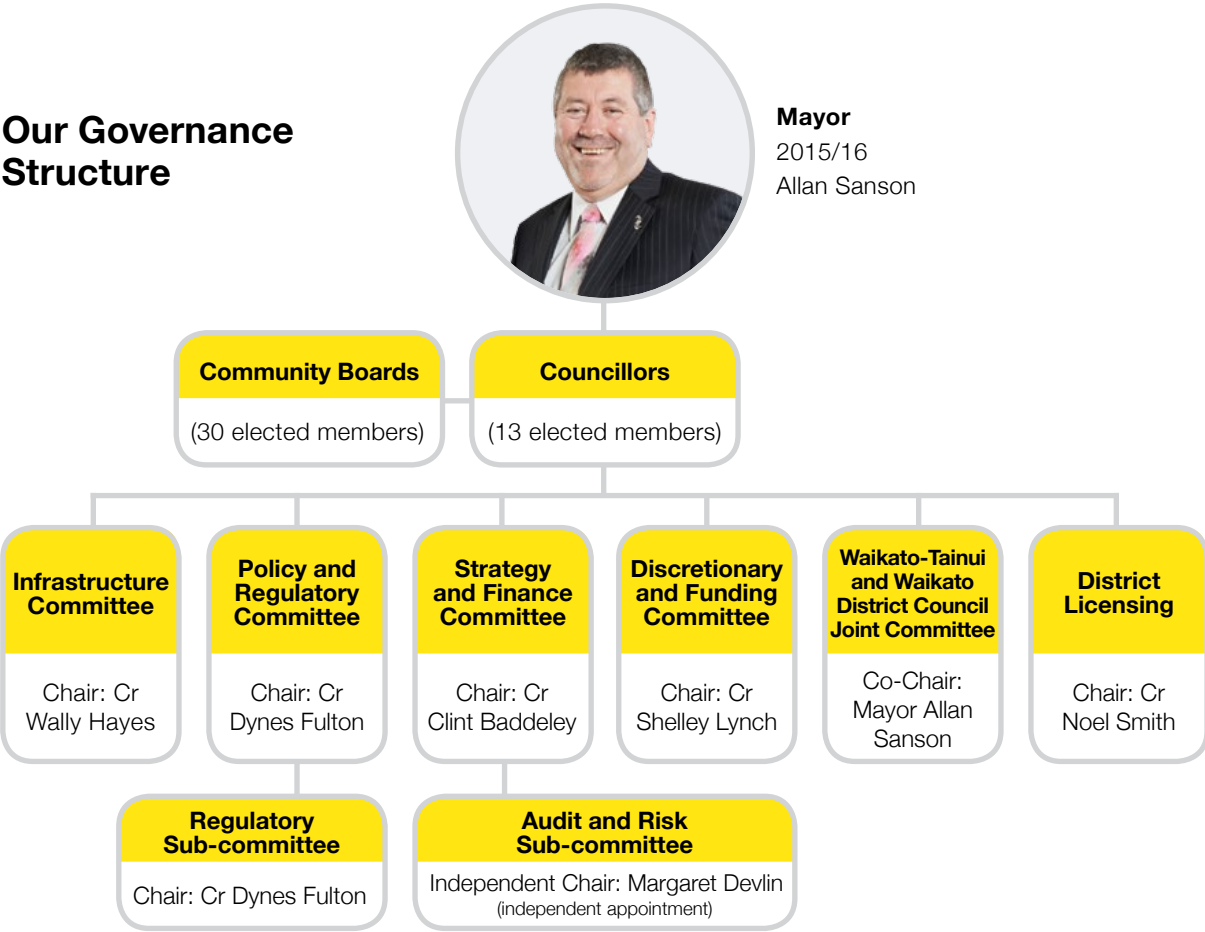 Our Governance
Structure
Mayor
2015/16
Allan Sanson
Community Boards
(30 elected members)
Councillors
(13 elected members)
Infrastructure
Committee
Chair: Cr
Wally Hayes
Policy and
Regulatory
Committee
Chair: Cr
Dynes Fulton
Strategy
and Finance
Committee
Chair: Cr
Clint Baddeley
Discretionary
and Funding
Committee
Chair: Cr
Shelley Lynch
Waikato-Tainui
and Waikato
District Council
Joint Committee
Co-Chair:
Mayor Allan
Sanson
District
Licensing
Chair: Cr
Noel Smith
Regulatory
Sub-committee
Chair: Cr Dynes Fulton
Audit and Risk
Sub-committee
Independent Chair: Margaret Devlin
(independent appointment)